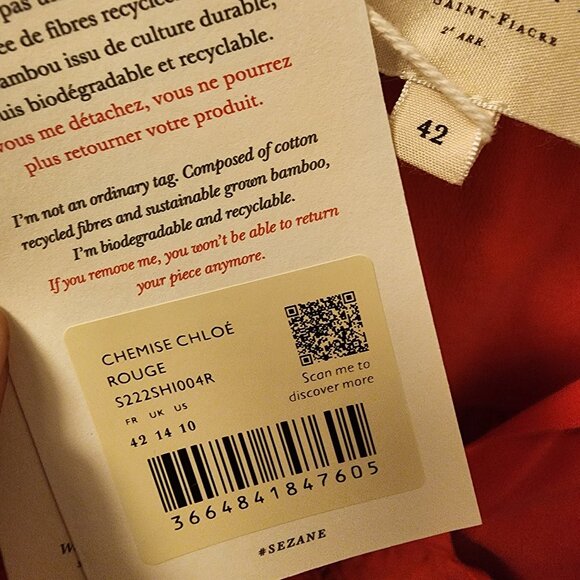 pas
de fibres recyclé
ambou issu de culture durable,
uis biodégradable et recyclable.
vous me détachez, vous ne pourrez
plus retourner votre produit.
I'm not an ordinary tag. Composed of cotton
recycled fibres and sustainable grown bamboo,
I'm biodegradable and recyclable.
If you remove me, you won't be able to return
your piece anymore.
CHEMISE CHLOÉ
ROUGE
S222SHI004R
FR UK US
42 14 10
Scan me to
discover more
3664841847605
#SEZANE
SAINT-FIACRE
2e ARR.
42